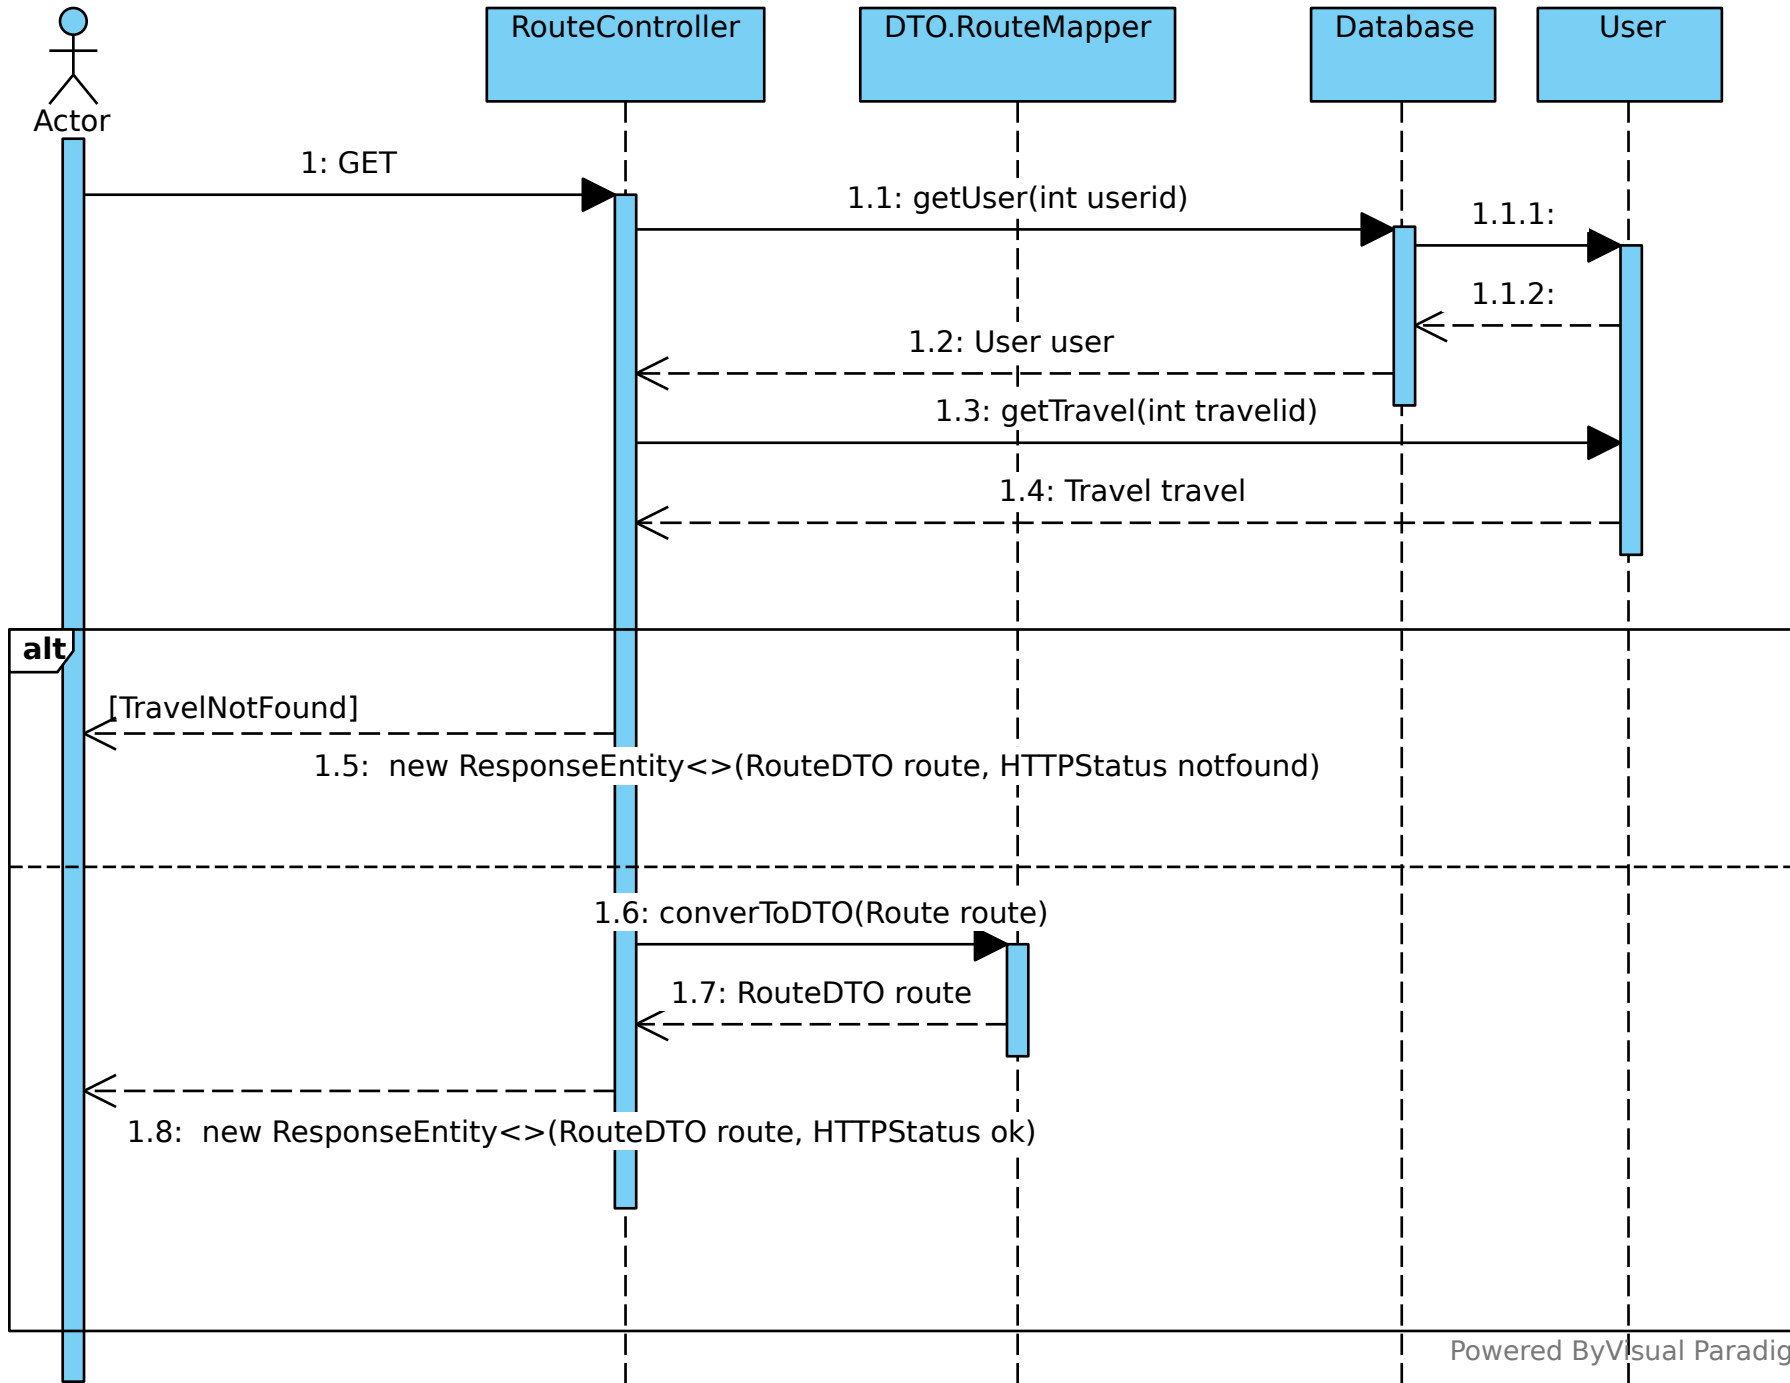 RouteController
DTO.RouteMapper
Database
User
Actor
1: GET
1.1: getUser(int userid)
1.1.1:
1.1.2:
1.2: User user
1.3: getTravel(int travelid)
1.4: Travel travel
alt
[TravelNotFound]
1.5:  new ResponseEntity<>(RouteDTO route, HTTPStatus notfound)
1.6: converToDTO(Route route)
1.7: RouteDTO route
1.8:  new ResponseEntity<>(RouteDTO route, HTTPStatus ok)
Powered ByVisual Paradig